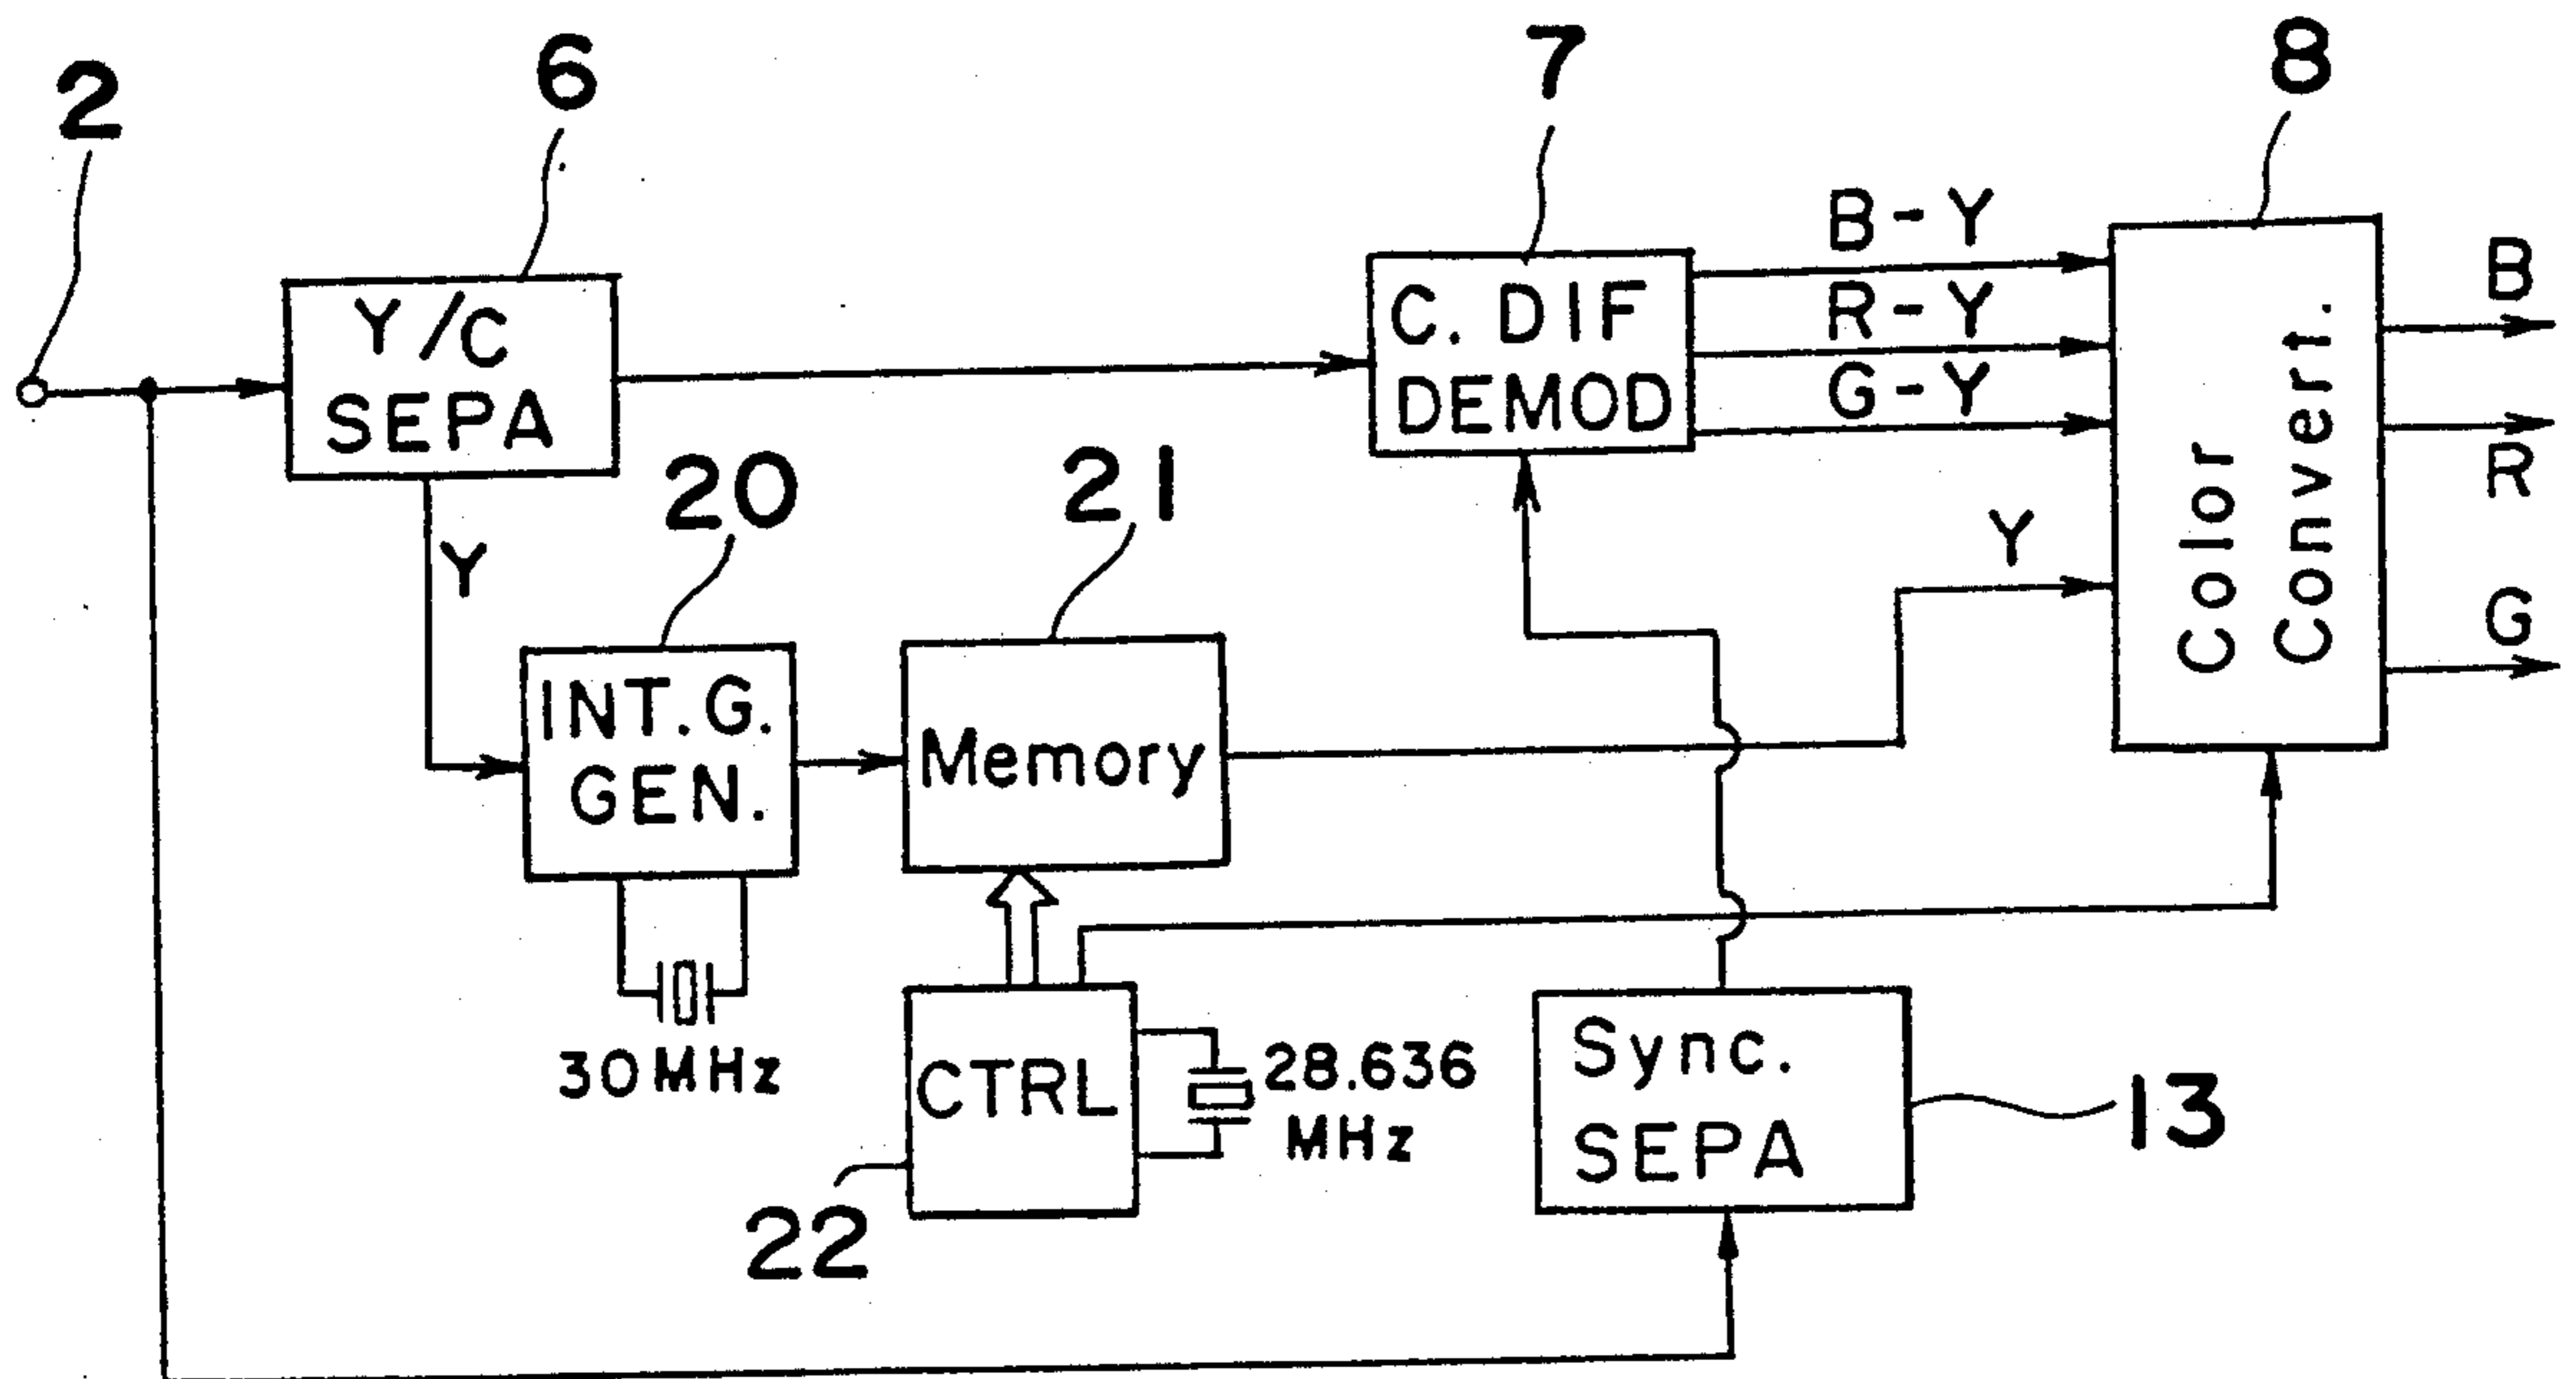 2
6
7
8
Y/C
SEPA
C. DIF
DEMOD
B-Y
R-Y
G-Y
Y
Color
Convert.
B
R
G
Y
20
21
INT.G.
GEN.
Memory
30MHz
CTRL
28.636
MHz
22
Sync.
SEPA
13